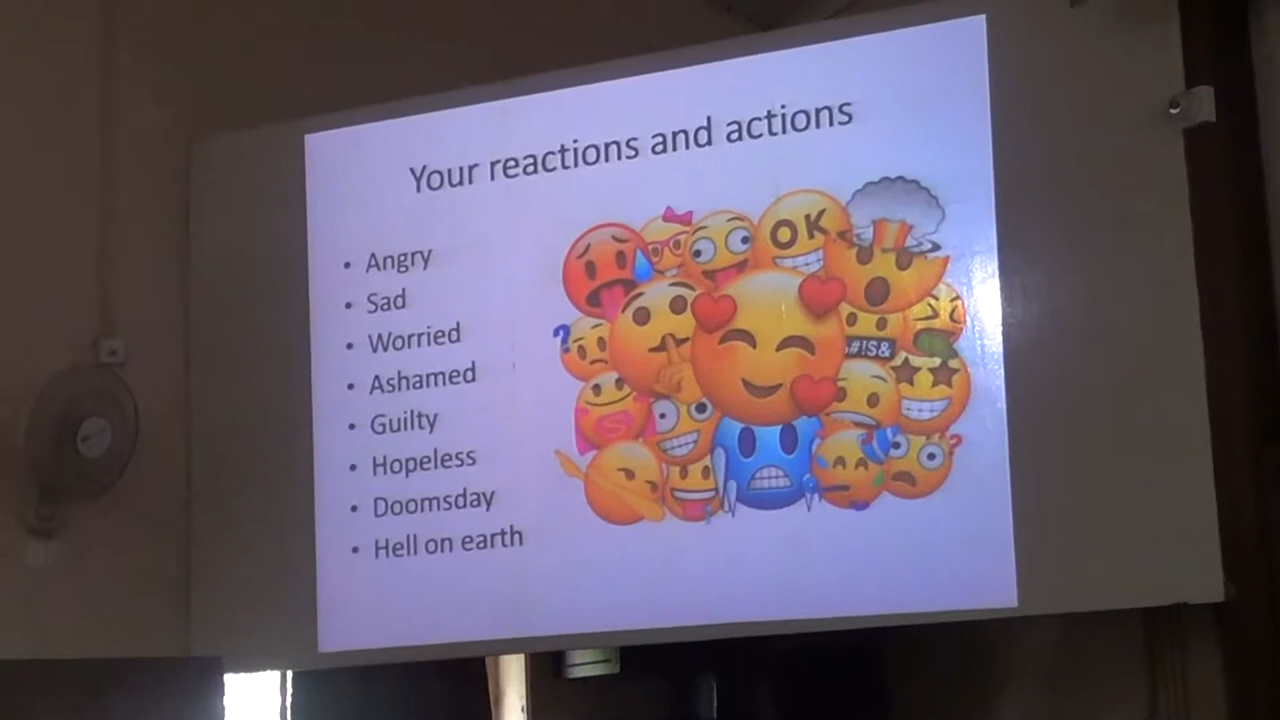 Your reactions and actions
• Angry
• Sad
• Worried
• Ashamed
• Guilty
• Hopeless
• Doomsday
• Hell on earth
OK
#!S&
?
S
?